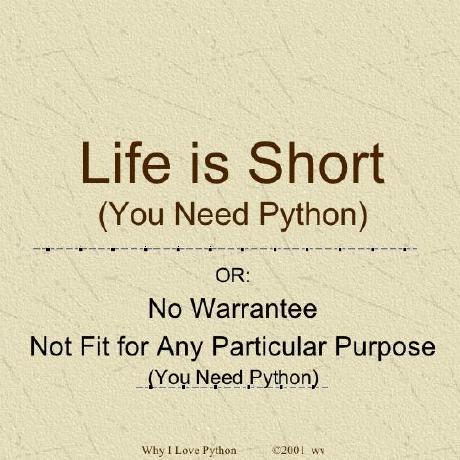 Life is Short
(You Need Python)
OR:
No Warrantee
Not Fit for Any Particular Purpose
(You Need Python)
Why I Love Python ©2001